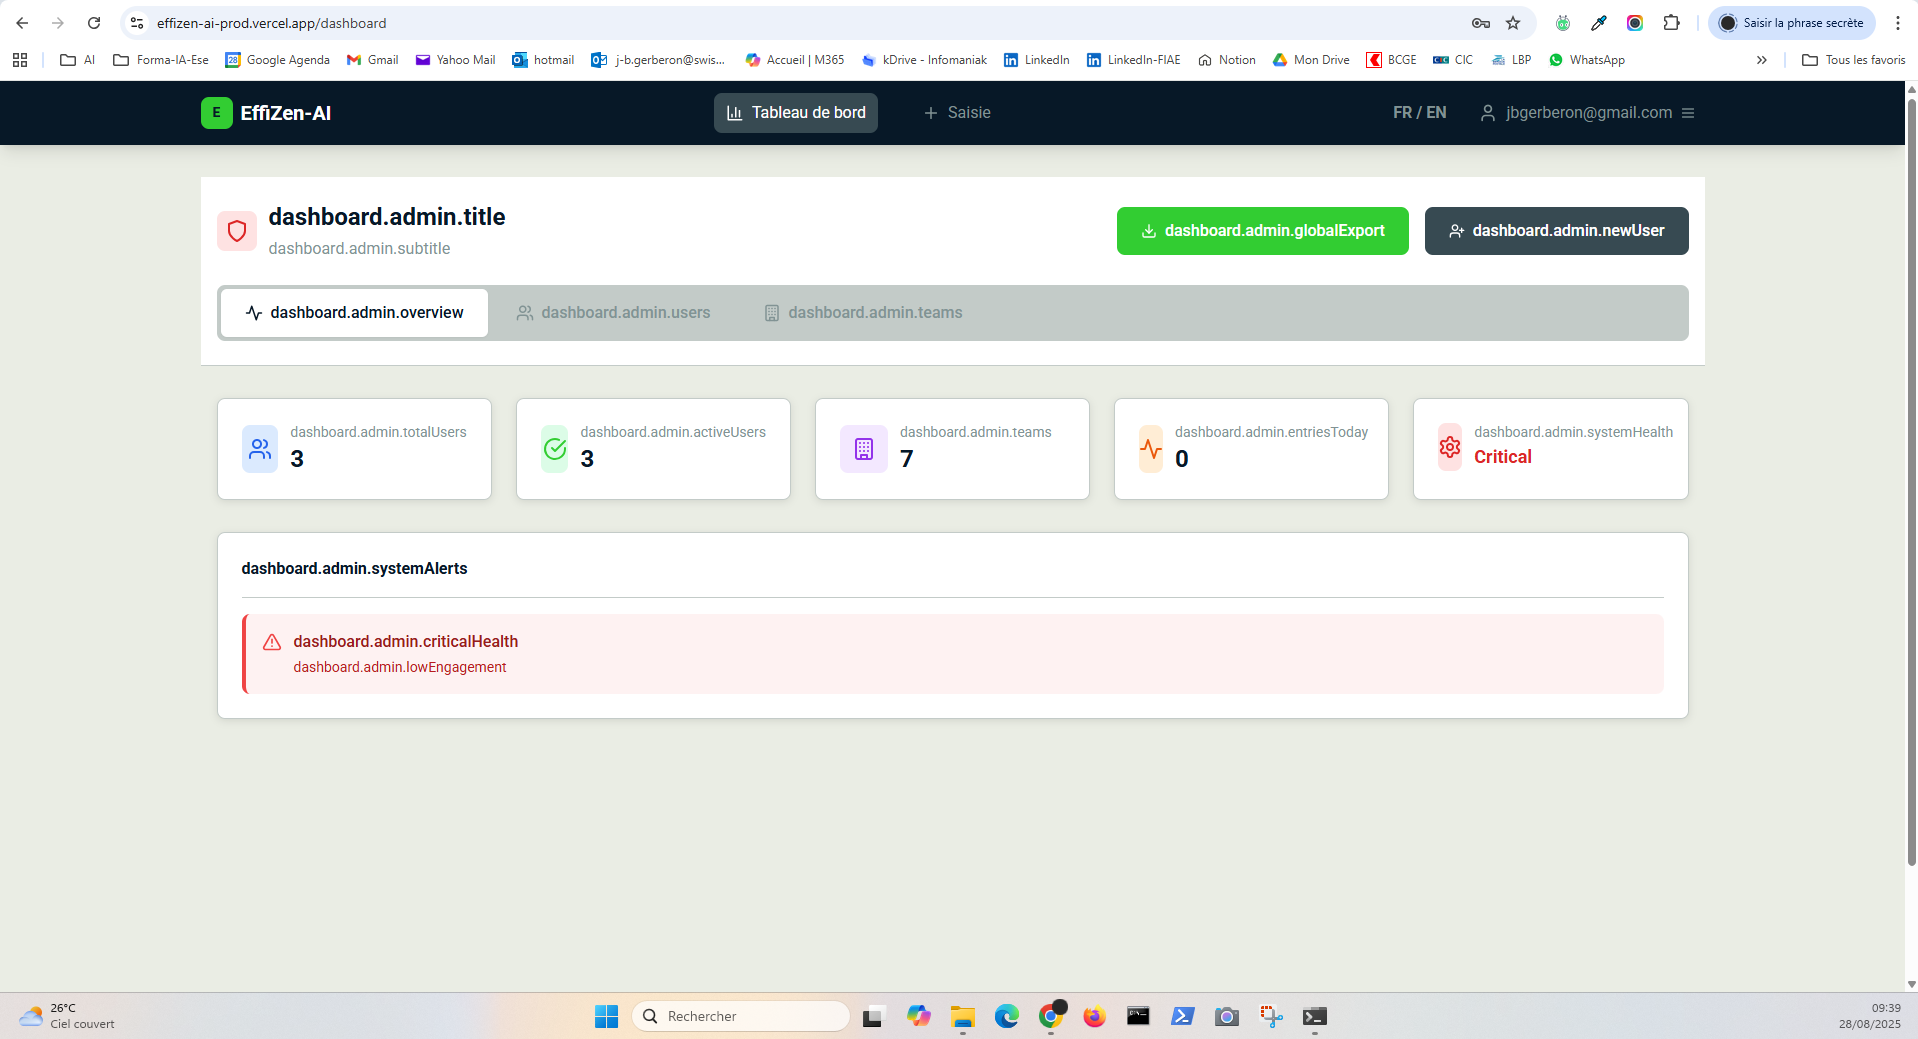 effizen-ai-prod.vercel.app/dashboard
Saisir la phrase secrète
AI
Forma-IA-Ese
28
Google Agenda
Gmail
Yahoo Mail
hotmail
j-b.gerberon@swis...
Accueil | M365
kDrive - Infomaniak
LinkedIn
LinkedIn-FIAE
Notion
Mon Drive
BCGE
CIC
LBP
WhatsApp
Tous les favoris
E
EffiZen-AI
Tableau de bord
Saisie
FR / EN
jbgerberon@gmail.com
dashboard.admin.title
dashboard.admin.subtitle
dashboard.admin.globalExport
dashboard.admin.newUser
dashboard.admin.overview
dashboard.admin.users
dashboard.admin.teams
dashboard.admin.totalUsers
3
dashboard.admin.activeUsers
3
dashboard.admin.teams
7
dashboard.admin.entriesToday
0
dashboard.admin.systemHealth
Critical
dashboard.admin.systemAlerts
dashboard.admin.criticalHealth
dashboard.admin.lowEngagement
26°C
Ciel couvert
Rechercher
09:39
28/08/2025